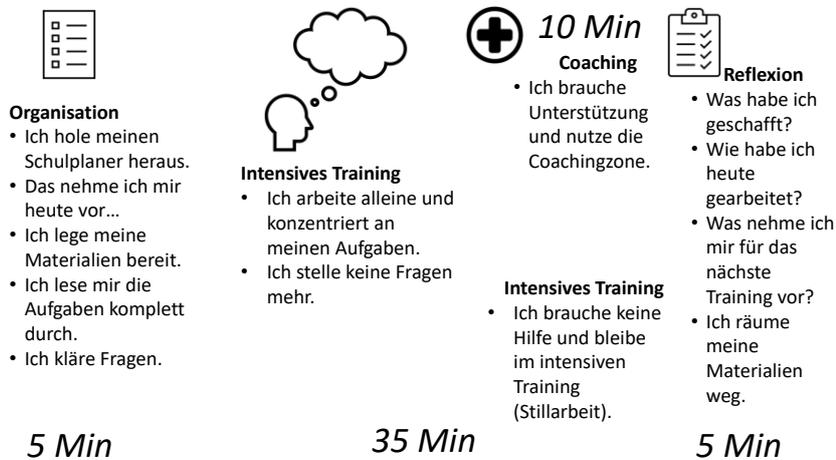 Organisation
• Ich hole meinen
Schulplaner heraus.
• Das nehme ich mir
heute vor…
• Ich lege meine
Materialien bereit.
• Ich lese mir die
Aufgaben komplett
durch.
• Ich kläre Fragen.
5 Min
Intensives Training
• Ich arbeite alleine und
konzentriert an
meinen Aufgaben.
• Ich stelle keine Fragen
mehr.
35 Min
10 Min
Coaching
• Ich brauche
Unterstützung
und nutze die
Coachingzone.
Intensives Training
• Ich brauche keine
Hilfe und bleibe
im intensiven
Training
(Stillarbeit).
Reflexion
• Was habe ich
geschafft?
• Wie habe ich
heute
gearbeitet?
• Was nehme ich
mir für das
nächste
Training vor?
• Ich räume
meine
Materialien
weg.
5 Min